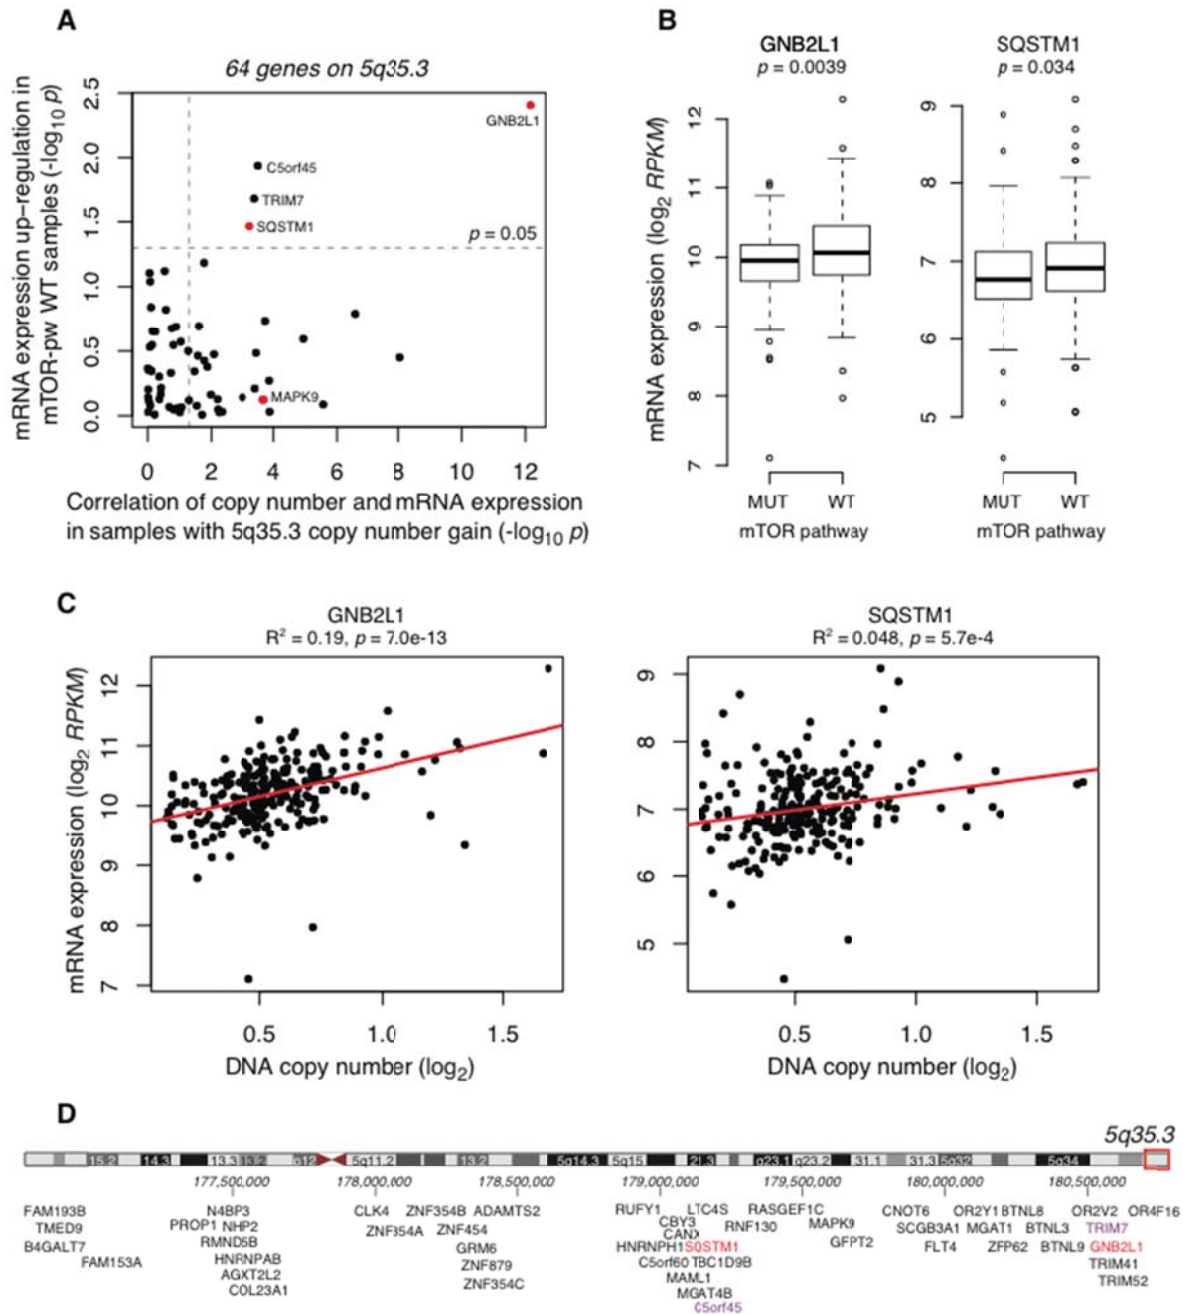 A
64 genes on 5q35.3
mRNA expression up-regulation in
mTOR-pw WT samples (-log10 p)
2.5
2.0
1.5
1.0
0.5
0.0
GNB2L1
C5orf45
TRIM7
SQSTM1
p = 0.05
MAPK9
0 2 4 6 8 10 12
Correlation of copy number and mRNA expression
in samples with 5q35.3 copy number gain (-log10 p)
B
GNB2L1
p = 0.0039
mRNA expression (log2 RPKM)
12
11
10
9
8
7
MUT WT
mTOR pathway
SQSTM1
p = 0.034
9
8
7
6
5
MUT WT
mTOR pathway
C
GNB2L1
R2 = 0.19, p = 7.0e-13
mRNA expression (log2 RPKM)
12
11
10
9
8
7
0.5 1.0 1.5
DNA copy number (log2)
SQSTM1
R2 = 0.048, p = 5.7e-4
9
8
7
6
5
0.5 1.0 1.5
DNA copy number (log2)
D
5q35.3
15.2 14.3 13.3 13.2 q12 5q11.2 13.2 5q14.3 5q15 21.3 q23.1 q23.2 31.1 31.3 5q32 5q34
177,500,000 178,000,000 178,500,000 179,000,000 179,500,000 180,000,000 180,500,000
FAM193B N4BP3 CLK4 ZNF354B ADAMTS2 RUFY1 LTC4S RASGEF1C CNOT6 OR2Y1 BTNL8 OR2V2 OR4F16
TMED9 PROP1 NHP2 ZNF354A ZNF454 CBY3 RNF130 MAPK9 SCGB3A1 MGAT1 BTNL3 TRIM7
B4GALT7 RMND5B GRM6 CANX GFPT2 FLT4 ZFP62 BTNL9 GNB2L1
HNRNPH1 SQSTM1
FAM153A HNRNPAB ZNF879 C5orf60 TBC1D9B TRIM41
AGXT2L2 ZNF354C MAML1 TRIM52
COL23A1 MGAT4B
C5orf45